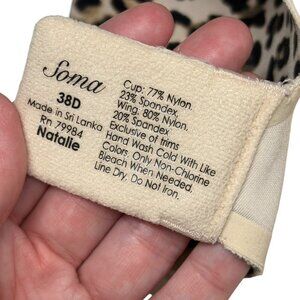 Soma
38D
Made in Sri Lanka
Rn 79984
Natalie
Cup: 77% Nylon.
23% Spandex,
Wing: 80% Nylon.
20% Spandex
Exclusive of trims
Hand Wash Cold With Like
Colors. Only Non-Chlorine
Bleach When Needed.
Line Dry. Do Not Iron.